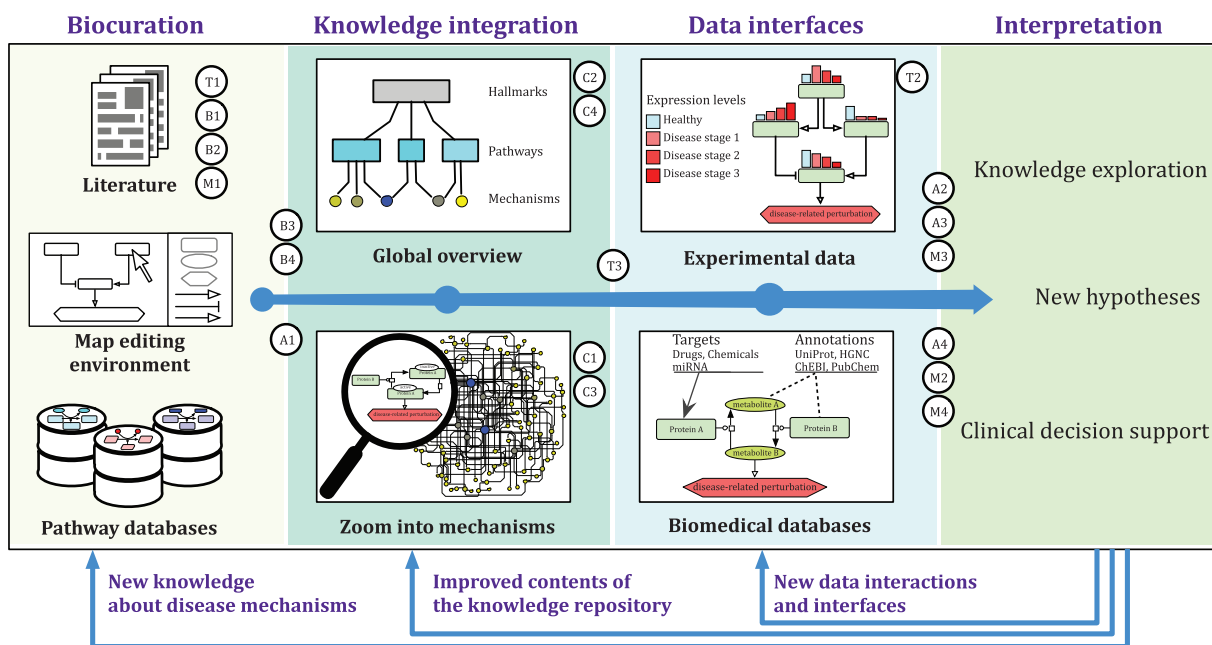 Biocuration
Knowledge integration
Data interfaces
Interpretation
T1
B1
B2
M1
Literature
Map editing
environment
Pathway databases
B3
B4
A1
Hallmarks
Pathways
Mechanisms
C2
C4
Global overview
T3
Protein B
Protein A
disease-related perturbation
C1
C3
Zoom into mechanisms
Expression levels
Healthy
Disease stage 1
Disease stage 2
Disease stage 3
disease-related perturbation
T2
Experimental data
A2
A3
M3
Targets
Drugs, Chemicals
miRNA
Annotations
UniProt, HGNC
ChEBI, PubChem
metabolite A
Protein A
Protein B
metabolite B
disease-related perturbation
A4
M2
M4
Biomedical databases
Knowledge exploration
New hypotheses
Clinical decision support
New knowledge
about disease mechanisms
Improved contents of
the knowledge repository
New data interactions
and interfaces